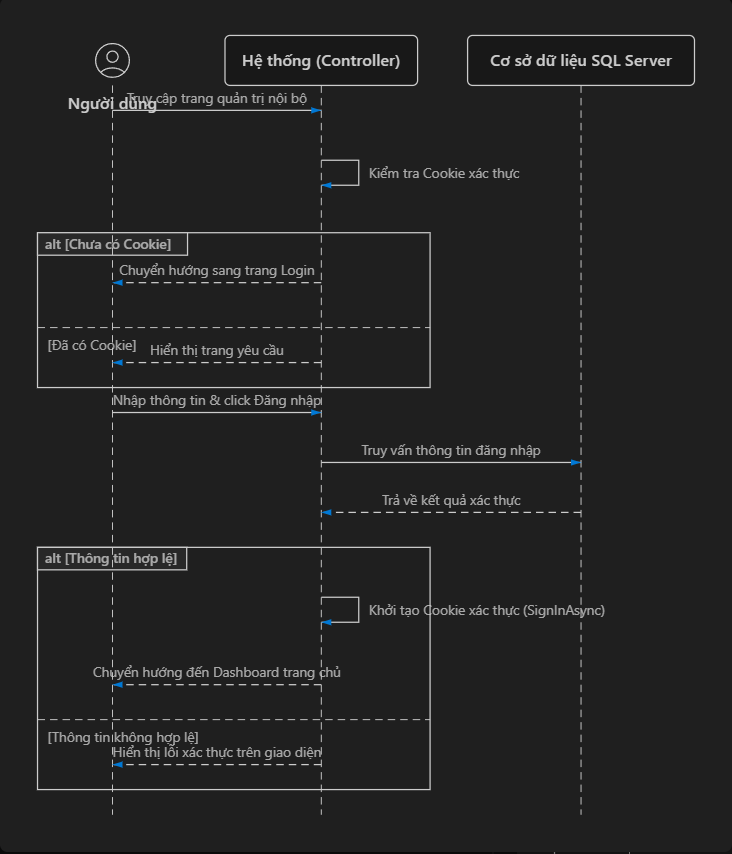 Hệ thống (Controller)
Cơ sở dữ liệu SQL Server
Người dùng
Truy cập trang quản trị nội bộ
Kiểm tra Cookie xác thực
alt [Chưa có Cookie]
Chuyển hướng sang trang Login
[Đã có Cookie]
Hiển thị trang yêu cầu
Nhập thông tin & click Đăng nhập
Truy vấn thông tin đăng nhập
Trả về kết quả xác thực
alt [Thông tin hợp lệ]
Khởi tạo Cookie xác thực (SignInAsync)
Chuyển hướng đến Dashboard trang chủ
[Thông tin không hợp lệ]
Hiển thị lỗi xác thực trên giao diện